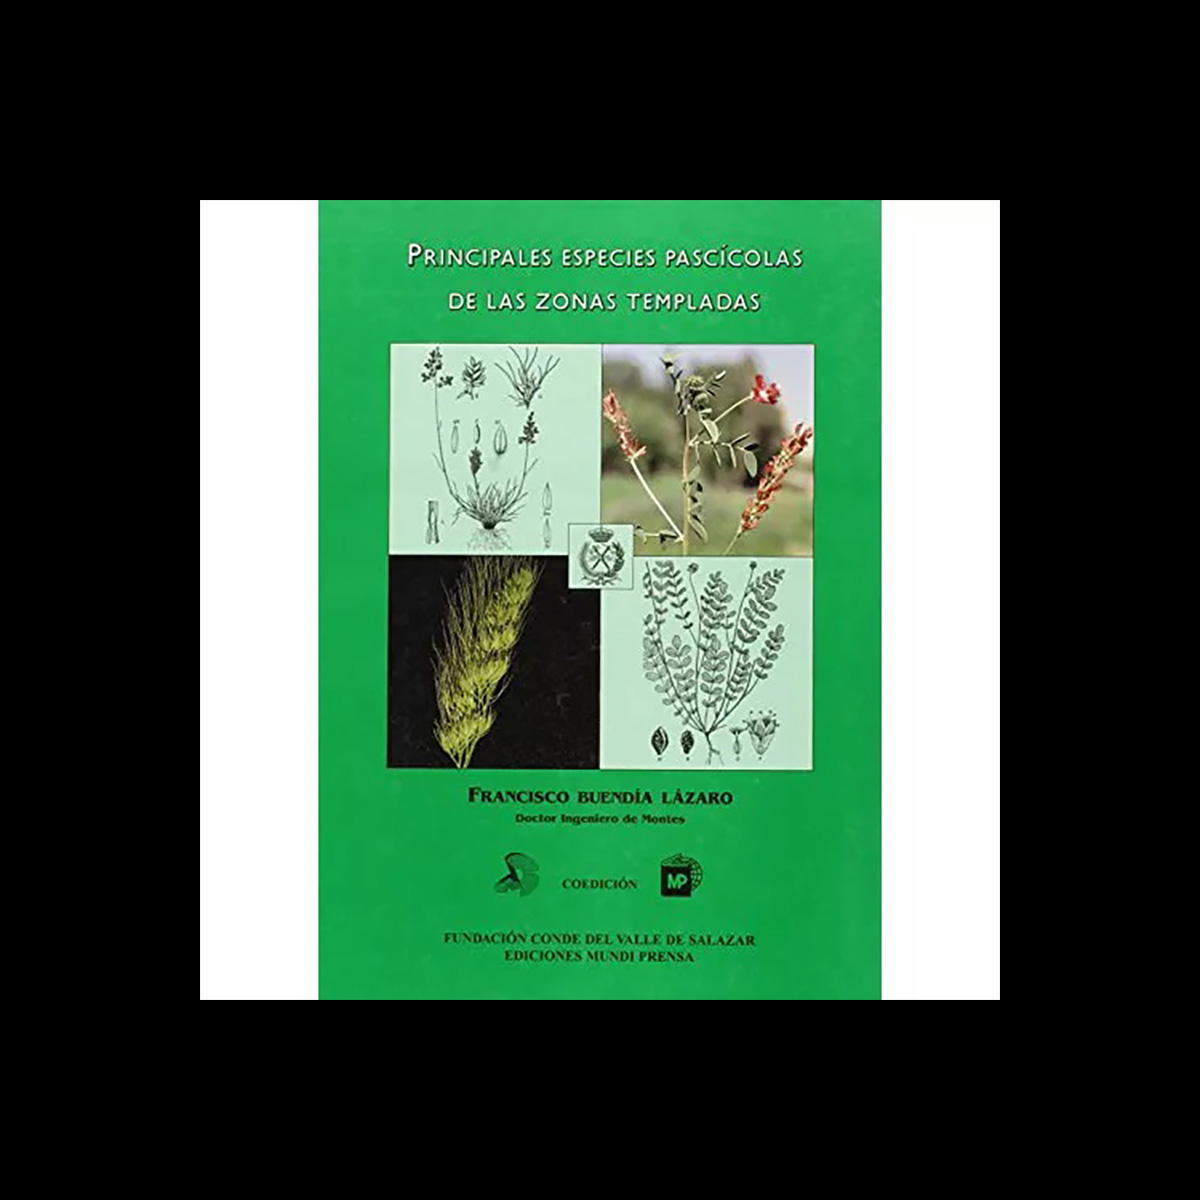 PRINCIPALES ESPECIES PASCÍCOLAS
DE LAS ZONAS TEMPLADAS
FRANCISCO BUENDÍA LÁZARO
Doctor Ingeniero de Montes
COEDICIÓN
MP
FUNDACIÓN CONDE DEL VALLE DE SALAZAR
EDICIONES MUNDI PRENSA